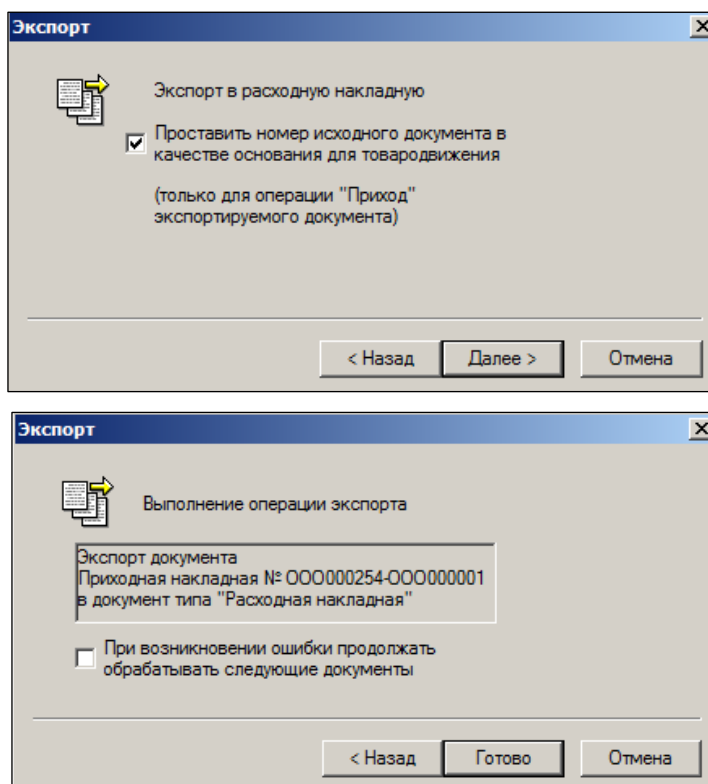 Экспорт
Экспорт в расходную накладную
Проставить номер исходного документа в
качестве основания для товародвижения
(только для операции "Приход"
экспортируемого документа)
< Назад
Далее >
Отмена
Экспорт
Выполнение операции экспорта
Экспорт документа
Приходная накладная № ООО000254-ООО000001
в документ типа "Расходная накладная"
При возникновении ошибки продолжать
обрабатывать следующие документы
< Назад
Готово
Отмена